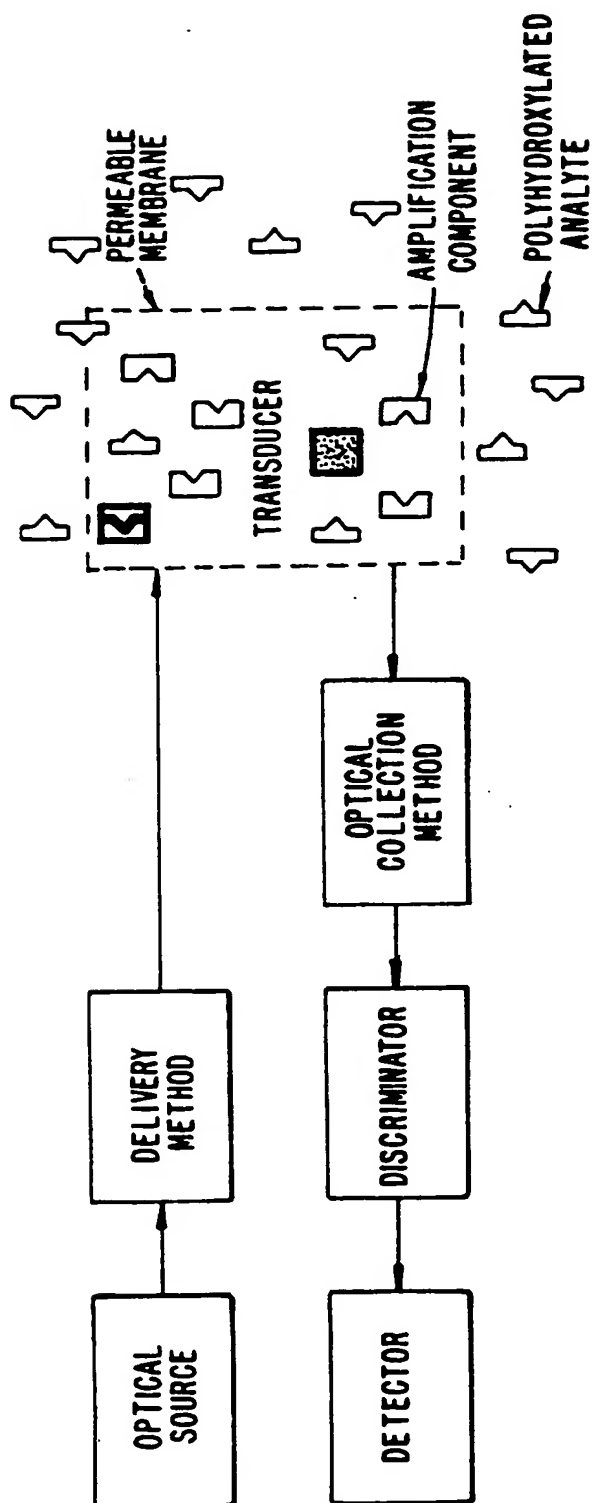 OPTICAL
SOURCE
DELIVERY
METHOD
PERMEABLE
MEMBRANE
TRANSDUCER
AMPLIFICATION
COMPONENT
POLYHYDROXYLATED
ANALYTE
DETECTOR
DISCRIMINATOR
OPTICAL
COLLECTION
METHOD